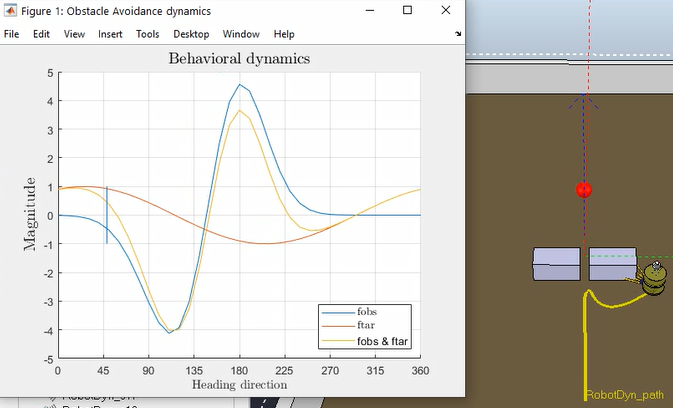 Figure 1: Obstacle Avoidance dynamics
File Edit View Insert Tools Desktop Window Help
Behavioral dynamics
Magnitude
5
4
3
2
1
0
-1
-2
-3
-4
-5
0 45 90 135 180 225 270 315 360
Heading direction
fobs
ftar
fobs & ftar
RobotDyn_path